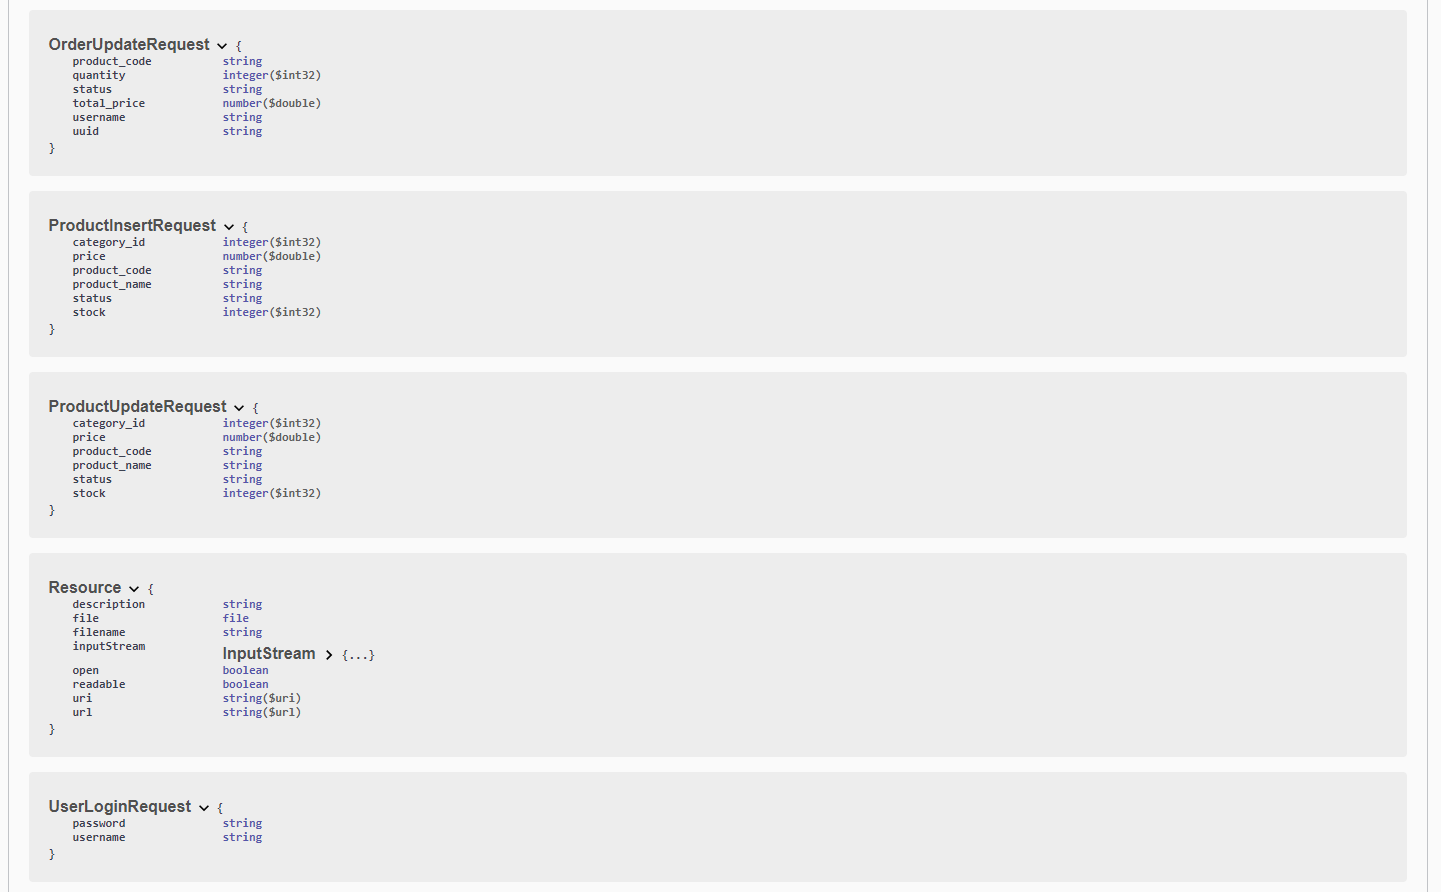 OrderUpdateRequest {
product_code string
quantity integer($int32)
status string
total_price number($double)
username string
uuid string
}
ProductInsertRequest {
category_id integer($int32)
price number($double)
product_code string
product_name string
status string
stock integer($int32)
}
ProductUpdateRequest {
category_id integer($int32)
price number($double)
product_code string
product_name string
status string
stock integer($int32)
}
Resource {
description string
file file
filename string
inputStream InputStream {...}
open boolean
readable boolean
uri string($uri)
url string($url)
}
UserLoginRequest {
password string
username string
}